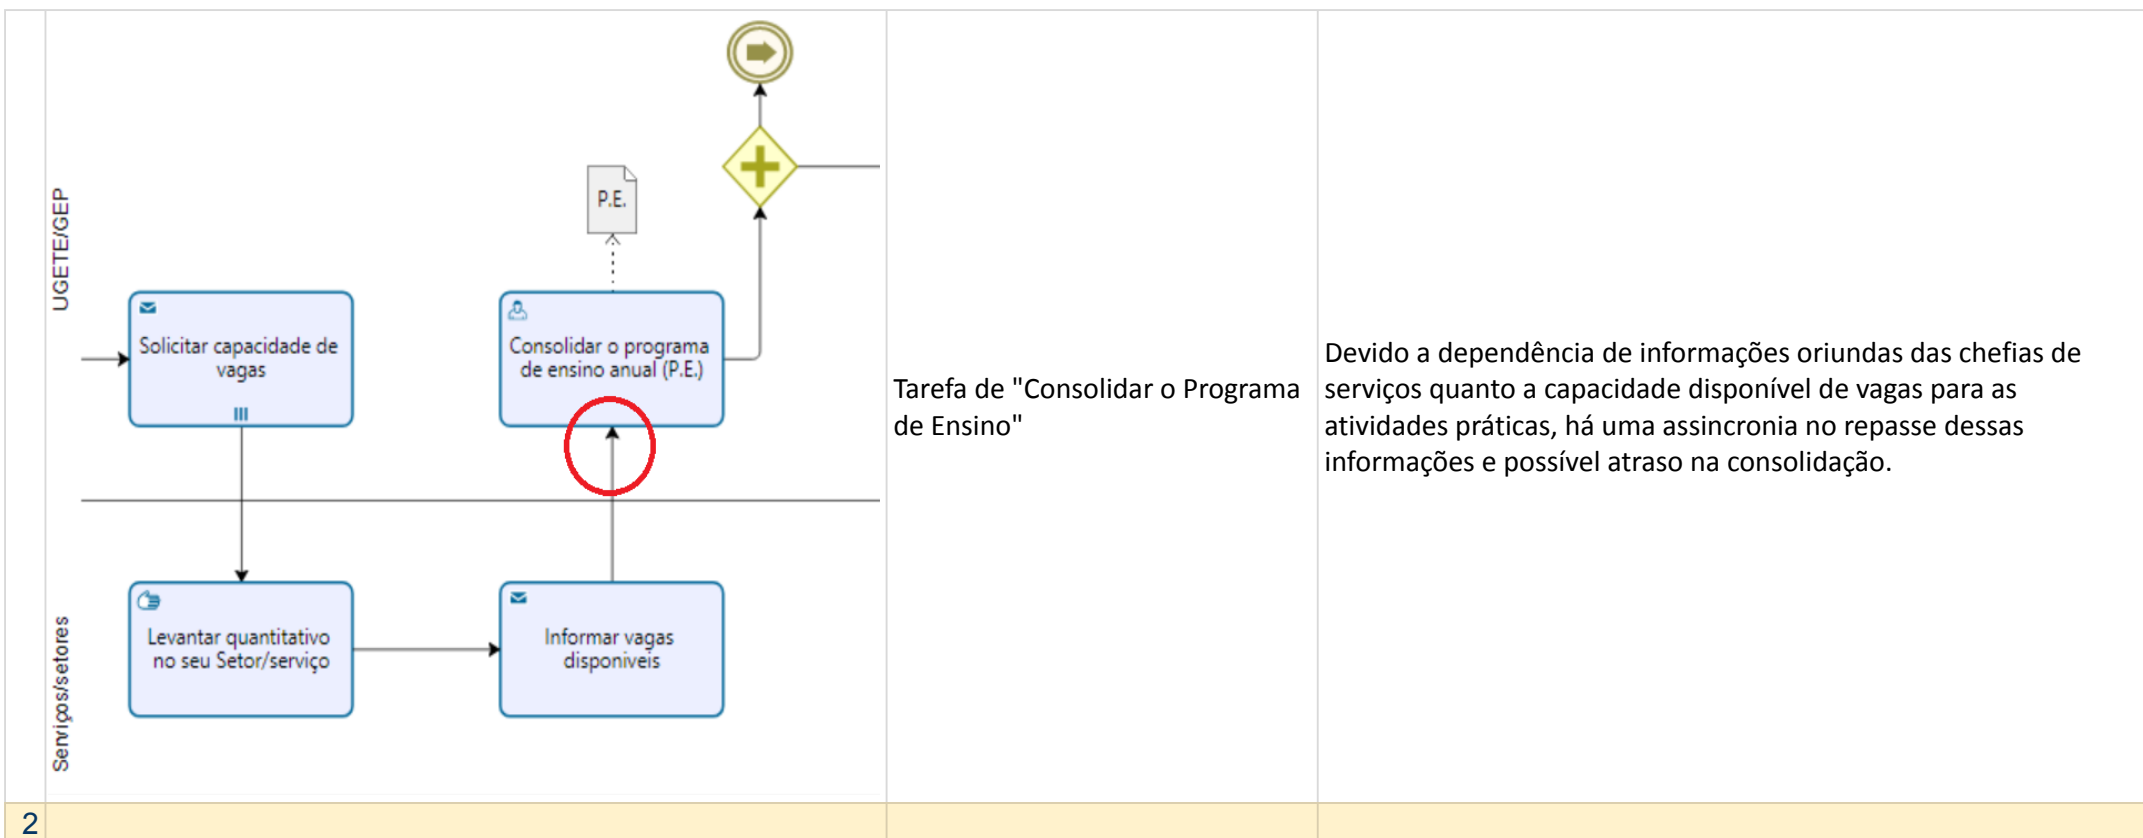 UGETE/GEP
P.E.
Solicitar capacidade de
vagas
Consolidar o programa
de ensino anual (P.E.)
Serviços/setores
Levantar quantitativo
no seu Setor/serviço
Informar vagas
disponiveis
Tarefa de "Consolidar o Programa
de Ensino"
Devido a dependência de informações oriundas das chefias de
serviços quanto a capacidade disponível de vagas para as
atividades práticas, há uma assincronia no repasse dessas
informações e possível atraso na consolidação.
2